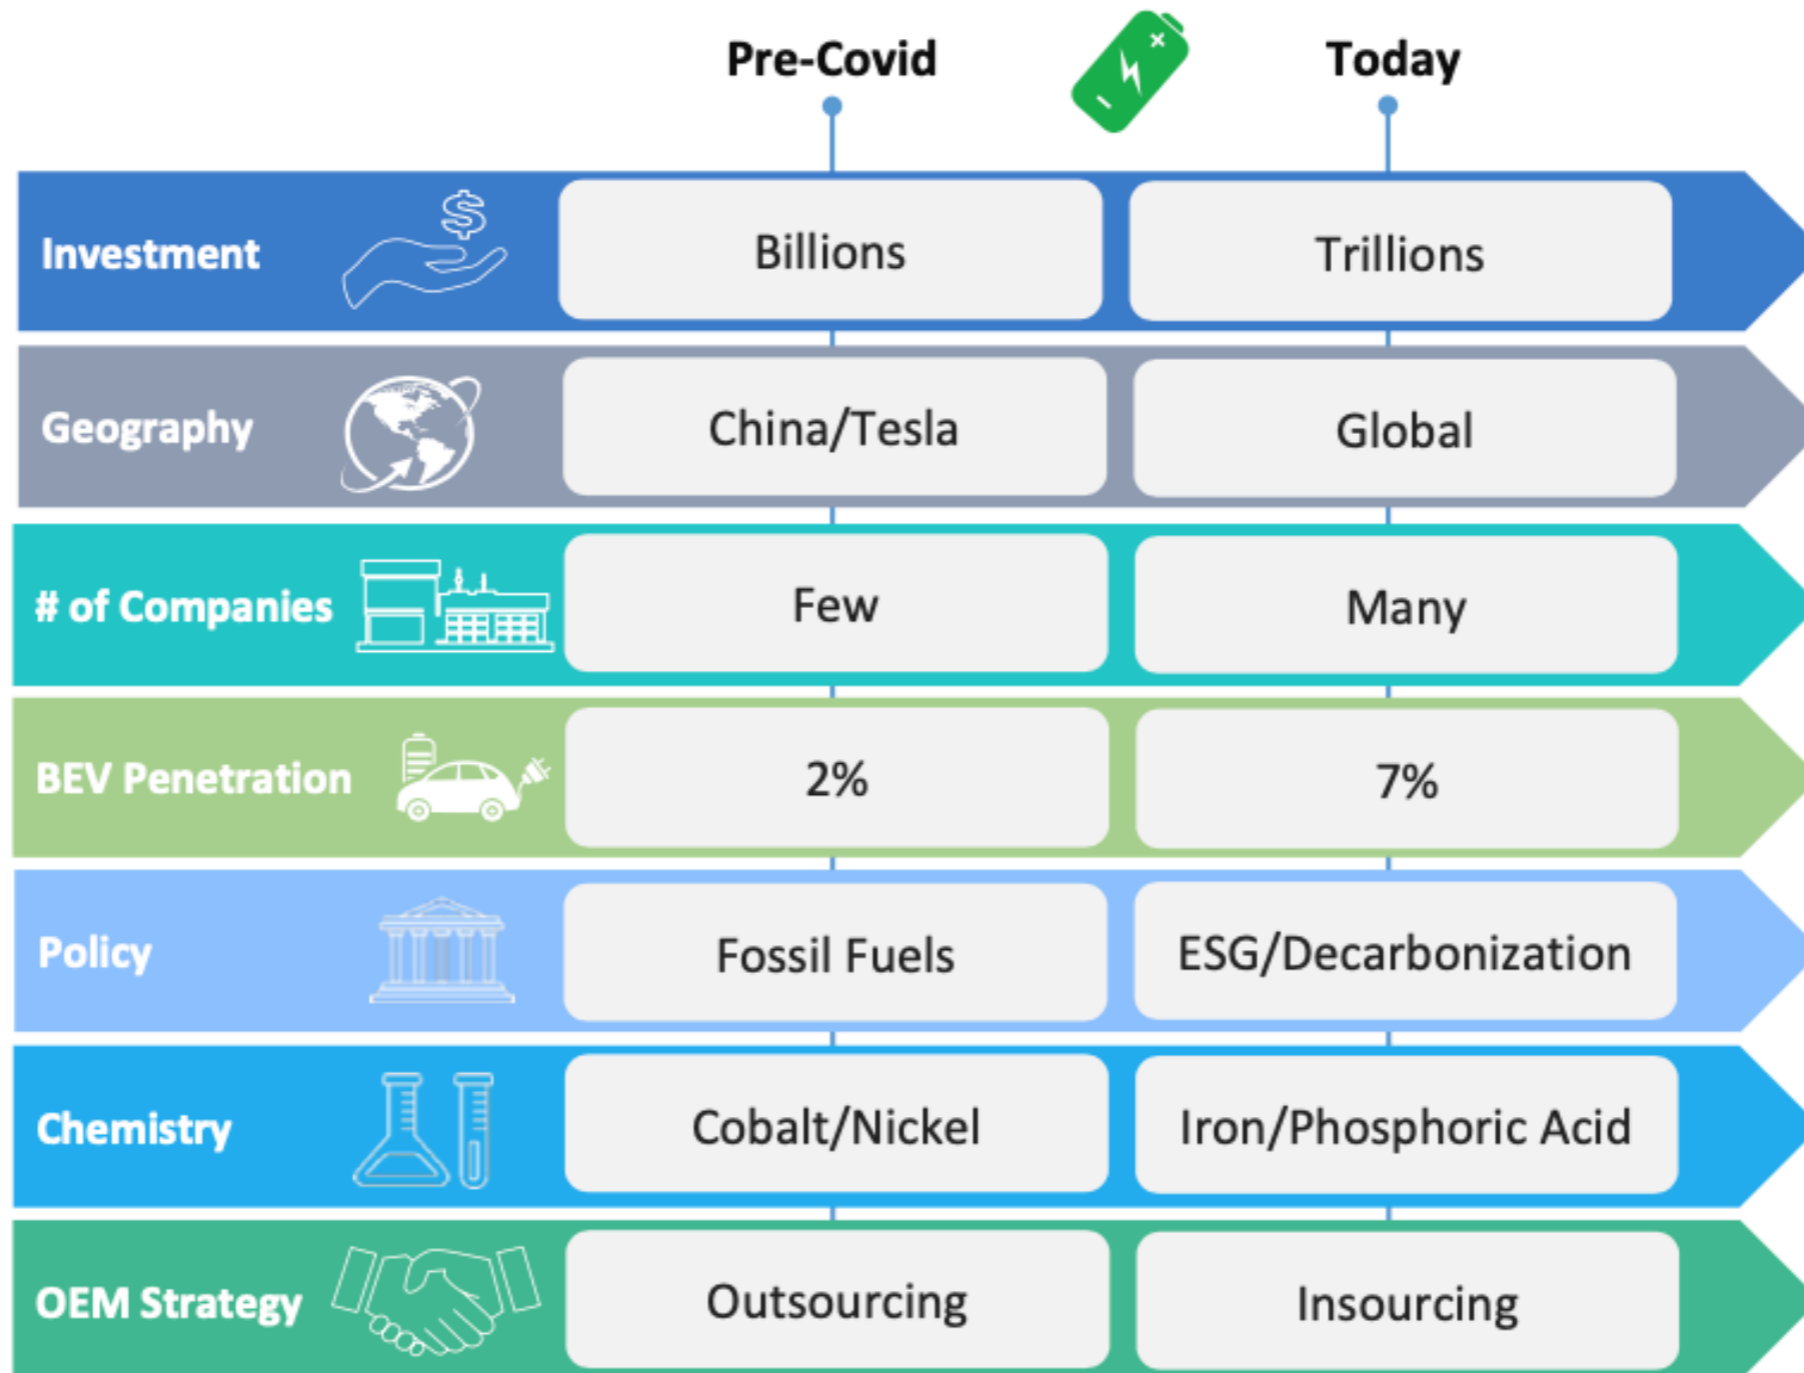 Pre-Covid Today
Investment Billions Trillions
Geography China/Tesla Global
# of Companies Few Many
BEV Penetration 2% 7%
Policy Fossil Fuels ESG/Decarbonization
Chemistry Cobalt/Nickel Iron/Phosphoric Acid
OEM Strategy Outsourcing Insourcing